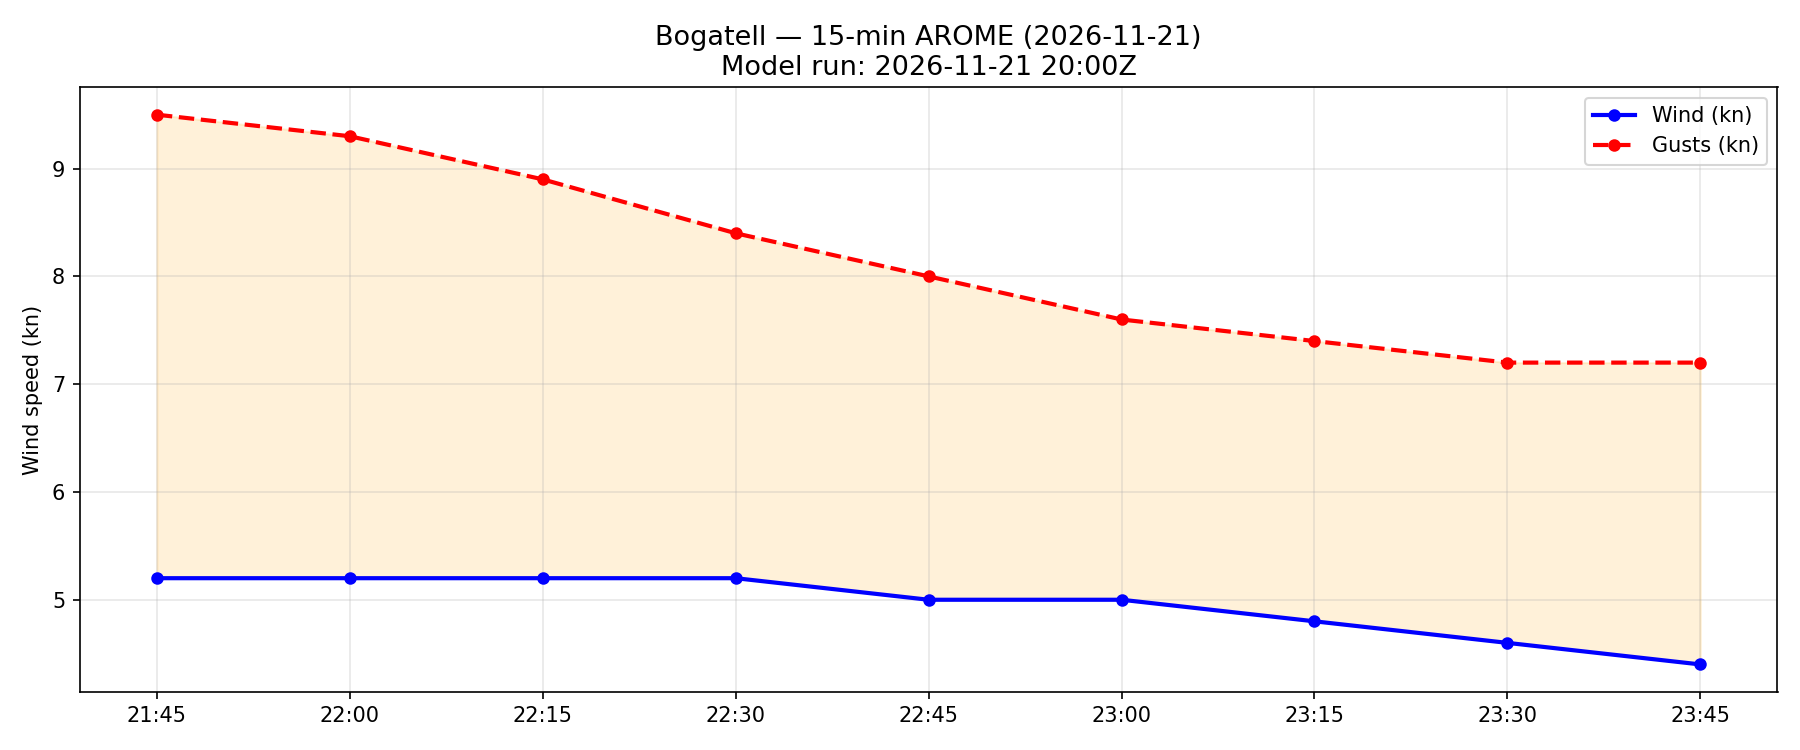 Bogatell — 15-min AROME (2026-11-21)
Model run: 2026-11-21 20:00Z
Wind (kn)
Gusts (kn)
Wind speed (kn)
9
8
7
6
5
21:45 22:00 22:15 22:30 22:45 23:00 23:15 23:30 23:45